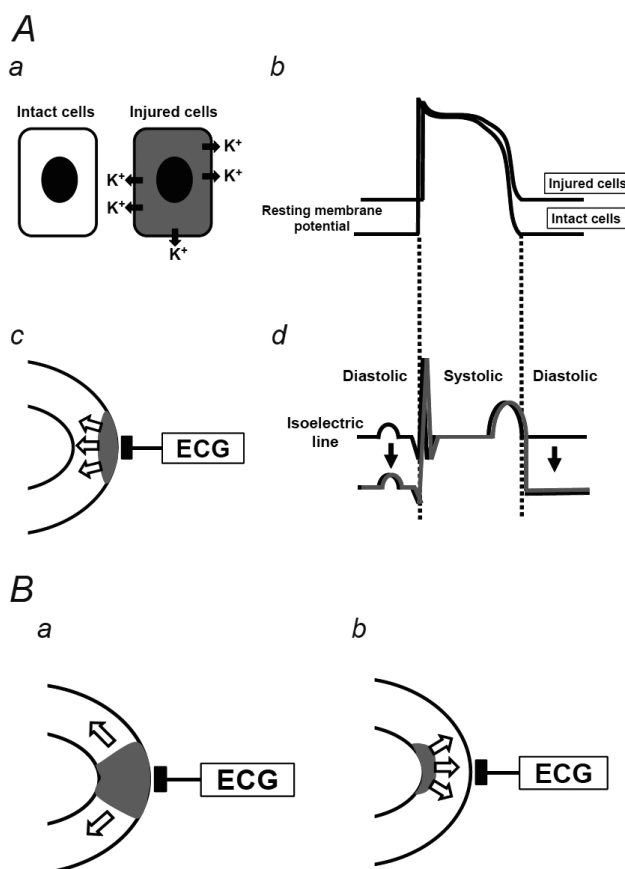 A
a
b
Intact cells
Injured cells
K+
K+
K+
K+
K+
Injured cells
Resting membrane
potential
Intact cells
c
d
Diastolic
Systolic
Diastolic
Isoelectric
line
ECG
B
a
b
ECG
ECG